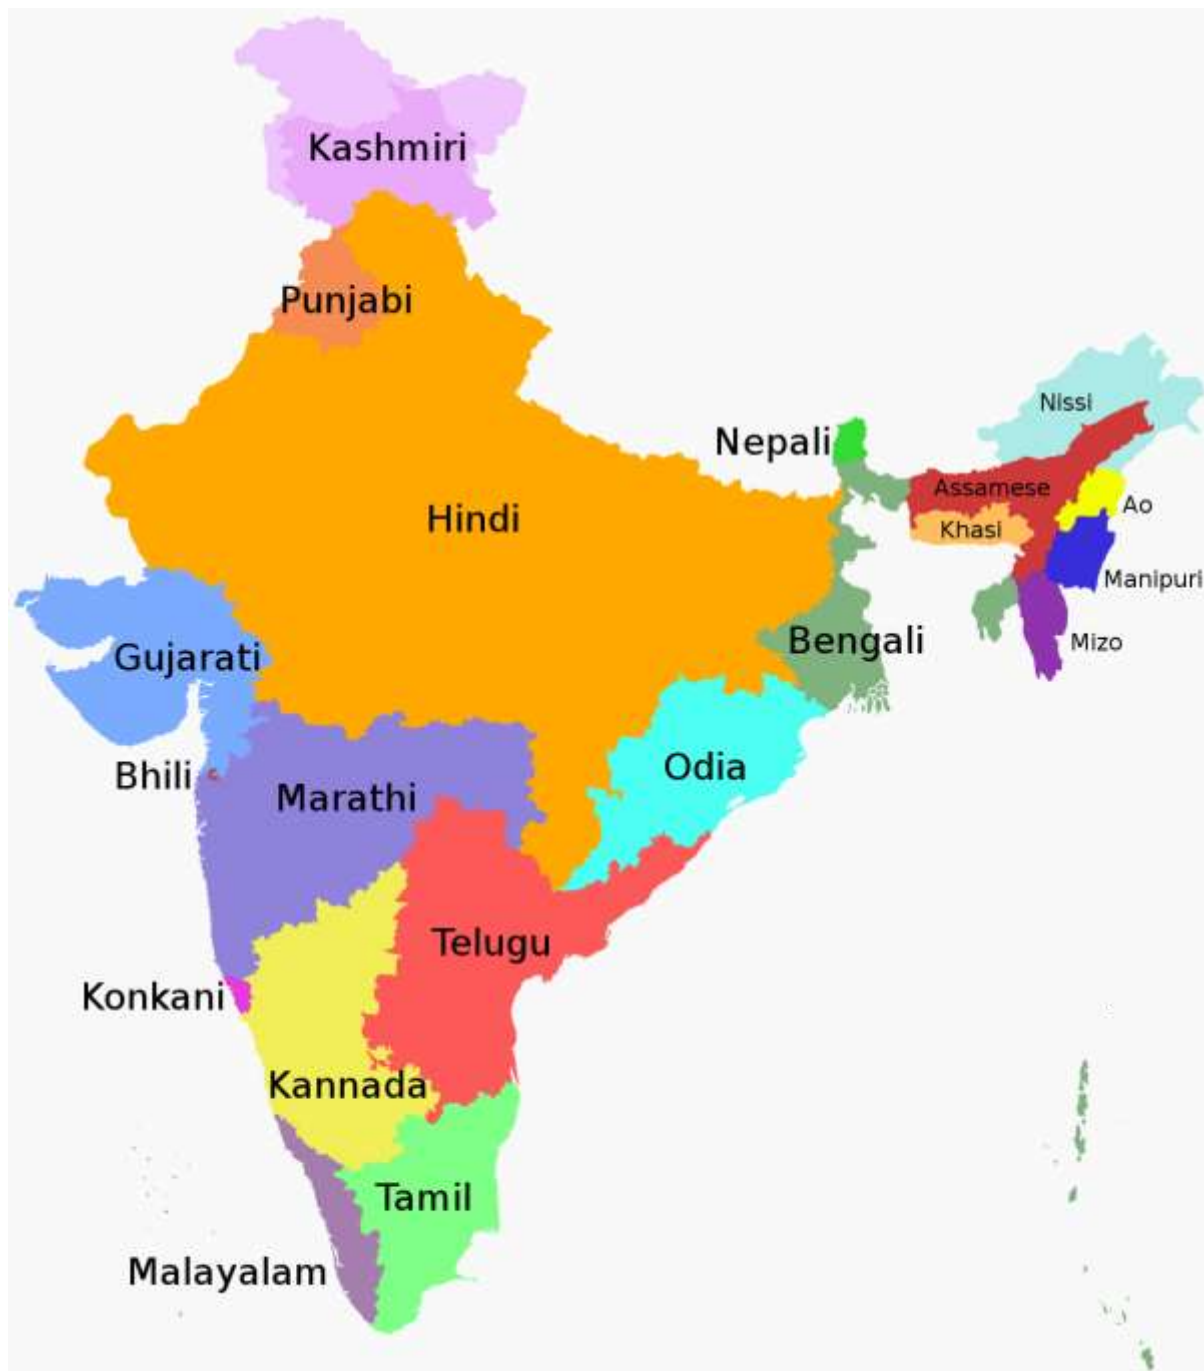 Kashmiri
Punjabi
Nissi
Nepali
Assamese
Ao
Hindi
Khasi
Manipuri
Bengali
Mizo
Gujarati
Odia
Bhili
Marathi
Telugu
Konkani
Kannada
Tamil
Malayalam